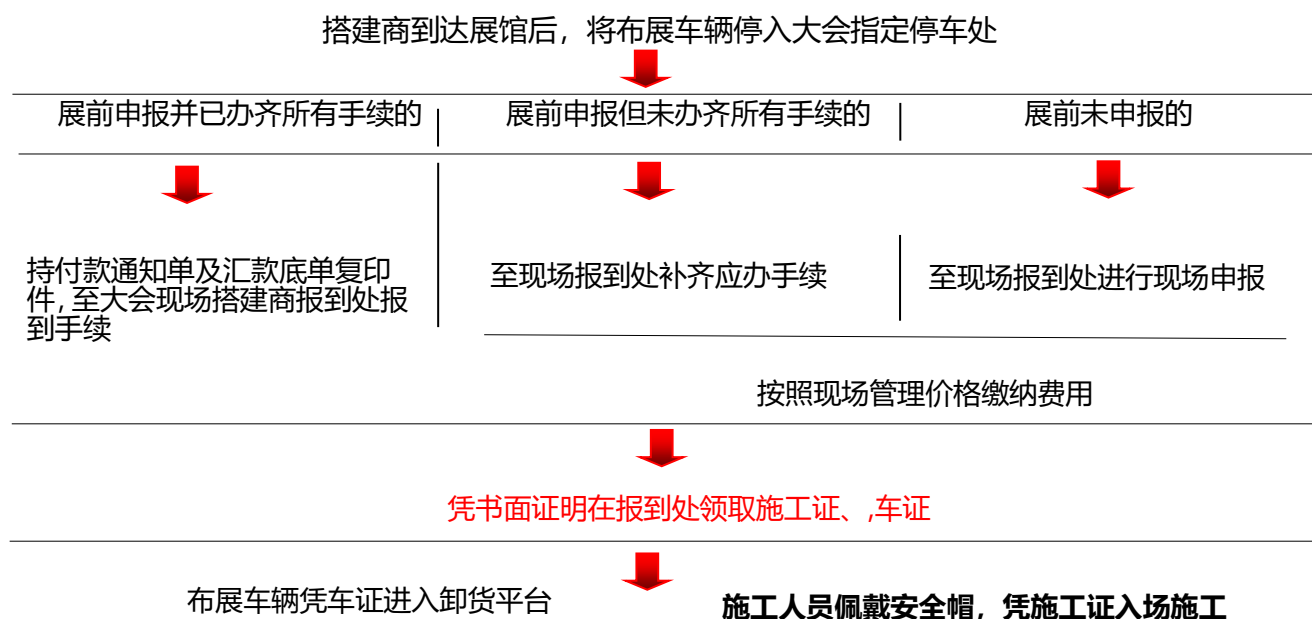 搭建商到达展馆后，将布展车辆停入大会指定停车处
展前申报并已办齐所有手续的
展前申报但未办齐所有手续的
展前未申报的
持付款通知单及汇款底单复印
件,至大会现场搭建商报到处报
到手续
至现场报到处补齐应办手续
至现场报到处进行现场申报
按照现场管理价格缴纳费用
凭书面证明在报到处领取施工证、,车证
布展车辆凭车证进入卸货平台
施工人员佩戴安全帽，凭施工证入场施工